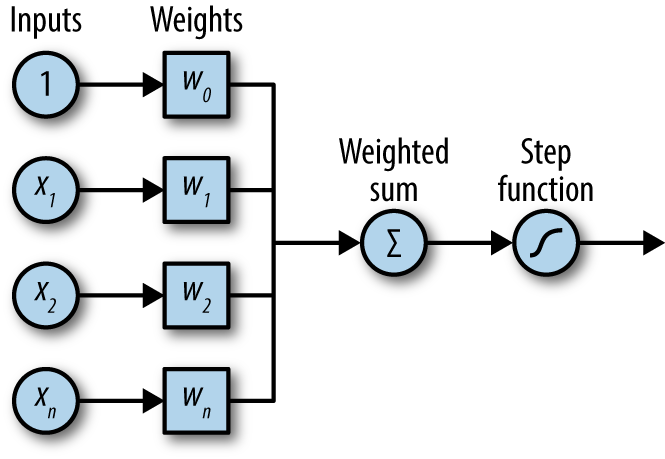 Inputs Weights
1 w0
x1 w1
Weighted sum
Step function
Σ
x2 w2
xn wn